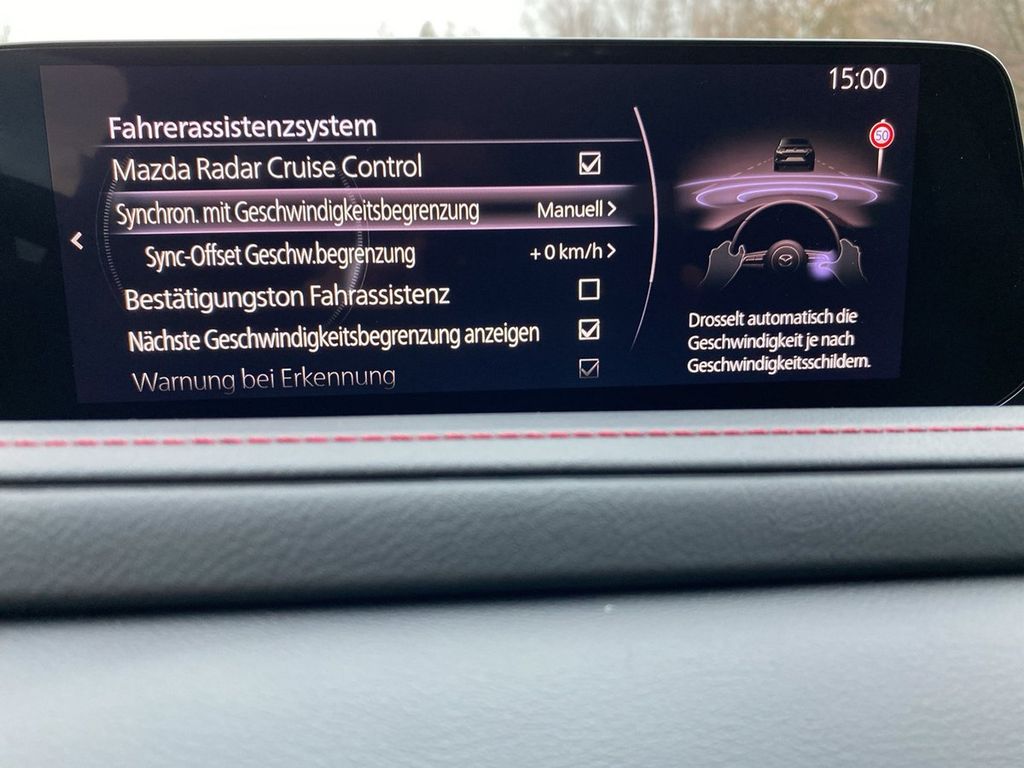 15:00
Fahrerassistenzsystem
Mazda Radar Cruise Control
Synchron. mit Geschwindigkeitsbegrenzung Manuell >
Sync-Offset Geschw.begrenzung + 0 km/h >
Bestätigungston Fahrassistenz
Nächste Geschwindigkeitsbegrenzung anzeigen
Warnung bei Erkennung
50
Drosselt automatisch die
Geschwindigkeit je nach
Geschwindigkeitsschildern.